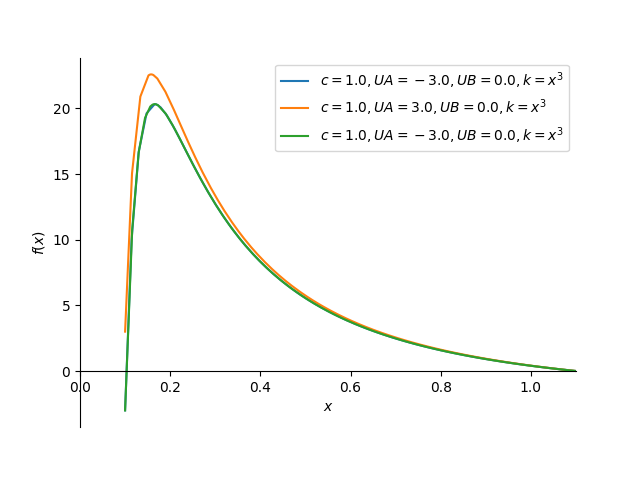 c = 1.0, UA = −3.0, UB = 0.0, k = x³
c = 1.0, UA = 3.0, UB = 0.0, k = x³
c = 1.0, UA = −3.0, UB = 0.0, k = x³
20
15
10
5
0
f(x)
0.0 0.2 0.4 0.6 0.8 1.0
x